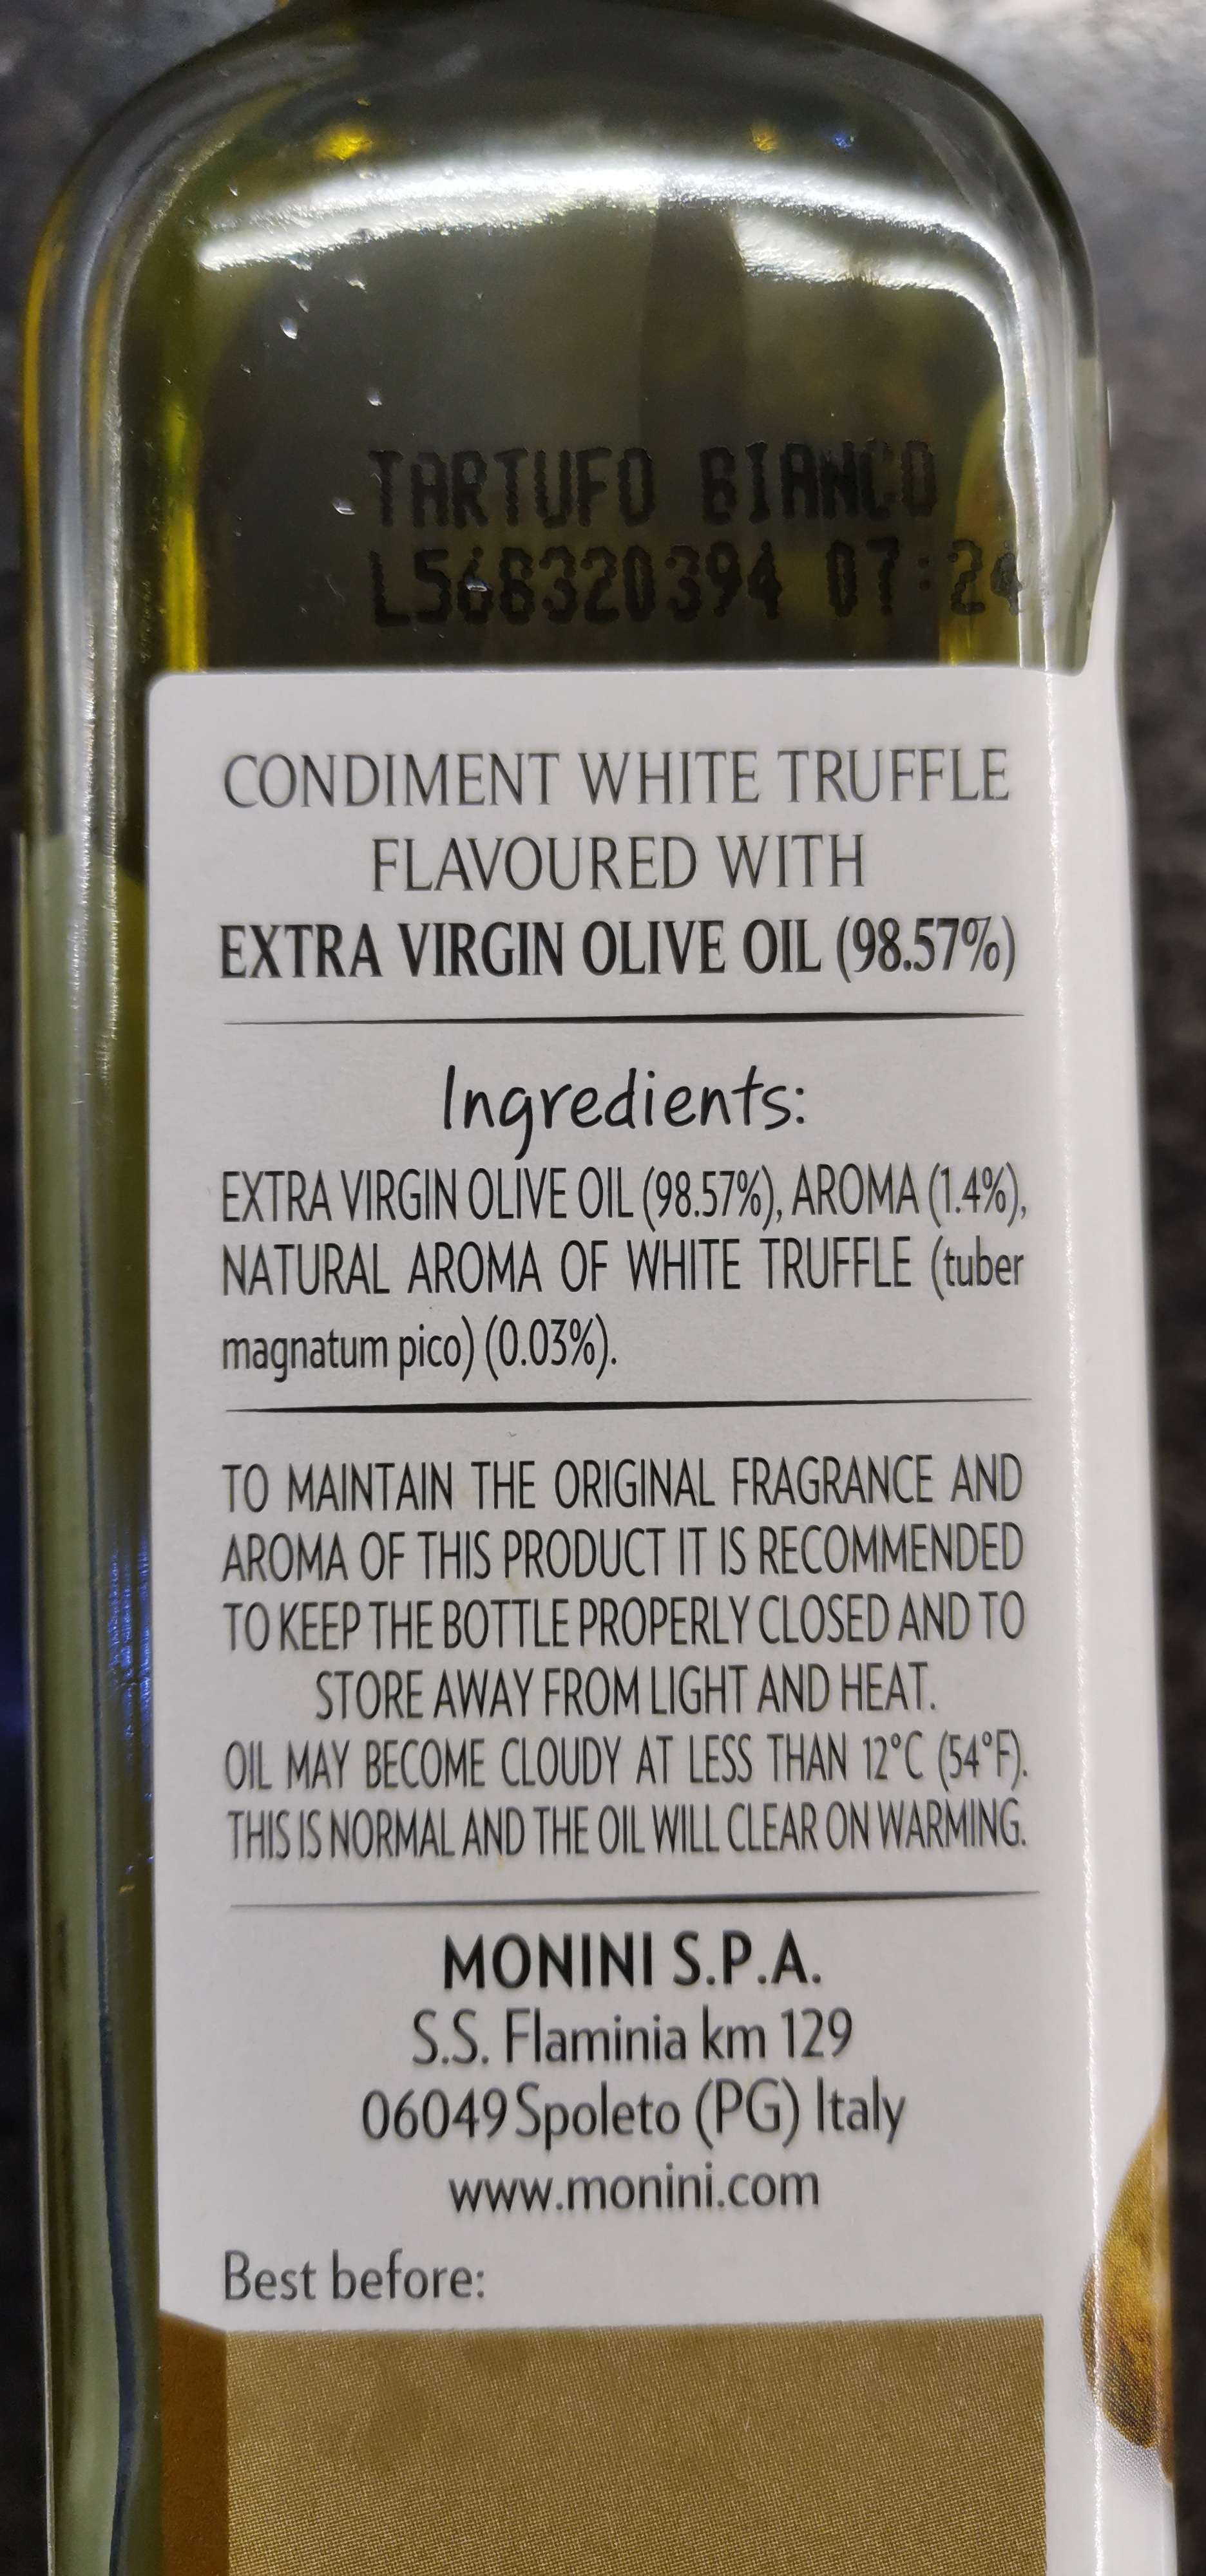 TARTUFO BIANCO
L568320394 07:24
CONDIMENT WHITE TRUFFLE
FLAVOURED WITH
EXTRA VIRGIN OLIVE OIL (98.57%)
Ingredients:
EXTRA VIRGIN OLIVE OIL (98.57%), AROMA (1.4%),
NATURAL AROMA OF WHITE TRUFFLE (tuber
magnatum pico) (0.03%).
TO MAINTAIN THE ORIGINAL FRAGRANCE AND
AROMA OF THIS PRODUCT IT IS RECOMMENDED
TO KEEP THE BOTTLE PROPERLY CLOSED AND TO
STORE AWAY FROM LIGHT AND HEAT.
OIL MAY BECOME CLOUDY AT LESS THAN 12°C (54°F).
THIS IS NORMAL AND THE OIL WILL CLEAR ON WARMING.
MONINI S.P.A.
S.S. Flaminia km 129
06049 Spoleto (PG) Italy
www.monini.com
Best before: